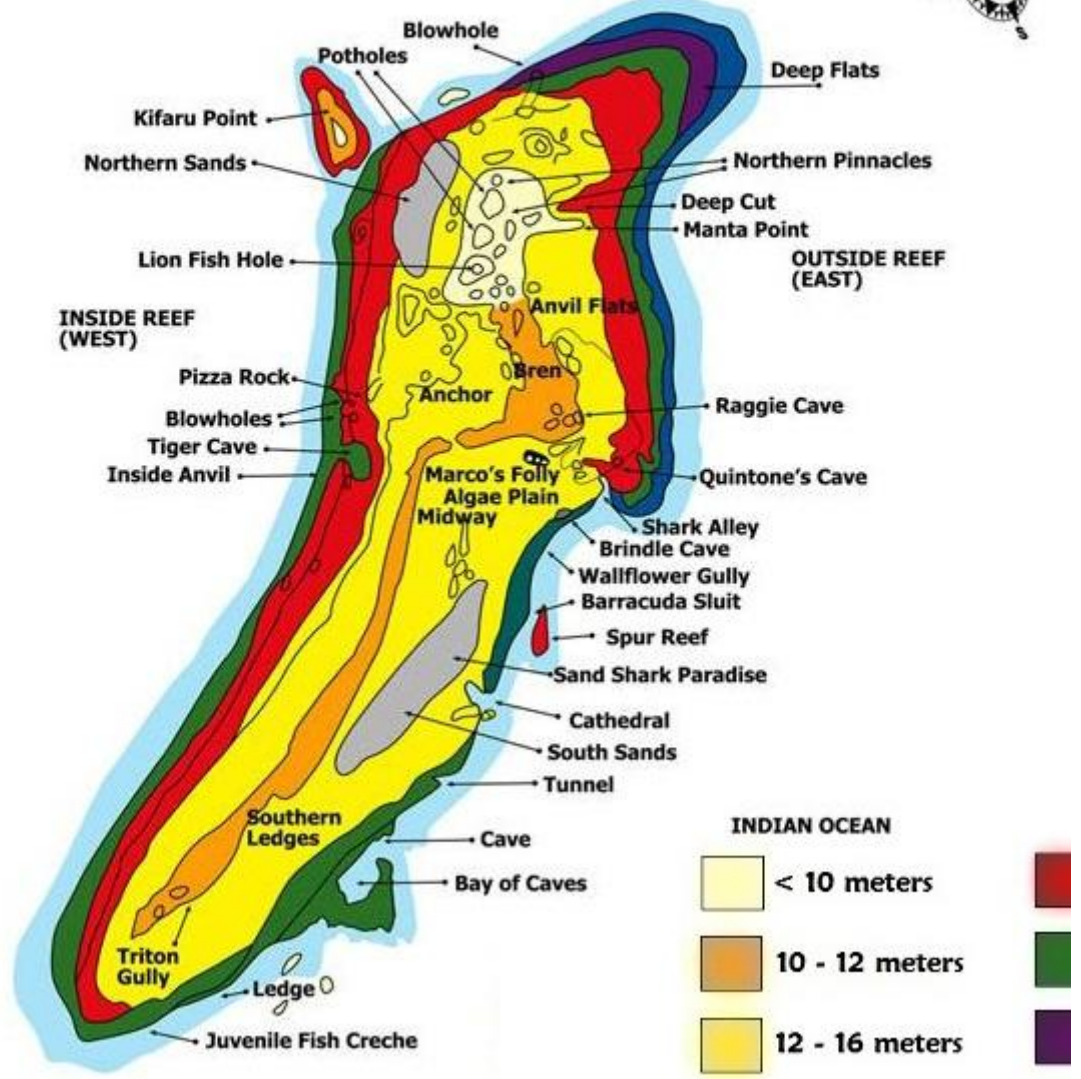 S
Blowhole
Potholes
Deep Flats
Kifaru Point
Northern Sands
Northern Pinnacles
Deep Cut
Manta Point
Lion Fish Hole
OUTSIDE REEF
(EAST)
Anvil Flats
INSIDE REEF
(WEST)
Bren
Pizza Rock
Anchor
Raggie Cave
Blowholes
Tiger Cave
Inside Anvil
Marco's Folly
Quintone's Cave
Algae Plain
Midway
Shark Alley
Brindle Cave
Wallflower Gully
Barracuda Sluit
Spur Reef
Sand Shark Paradise
Cathedral
South Sands
Tunnel
Southern
Ledges
Cave
Bay of Caves
Triton
Gully
Ledge
Juvenile Fish Creche
INDIAN OCEAN
< 10 meters
10 - 12 meters
12 - 16 meters